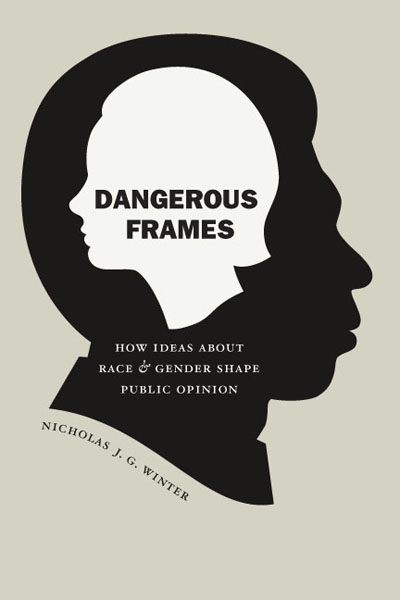 DANGEROUS
FRAMES
HOW IDEAS ABOUT
RACE & GENDER SHAPE
PUBLIC OPINION
NICHOLAS J. G. WINTER